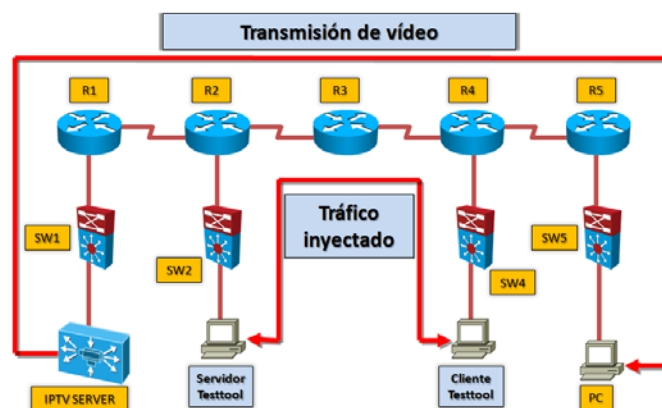 Transmisión de vídeo
R1
R2
R3
R4
R5
Tráfico
inyectado
SW1
SW2
SW4
SW5
IPTV SERVER
Servidor
Testtool
Cliente
Testtool
PC